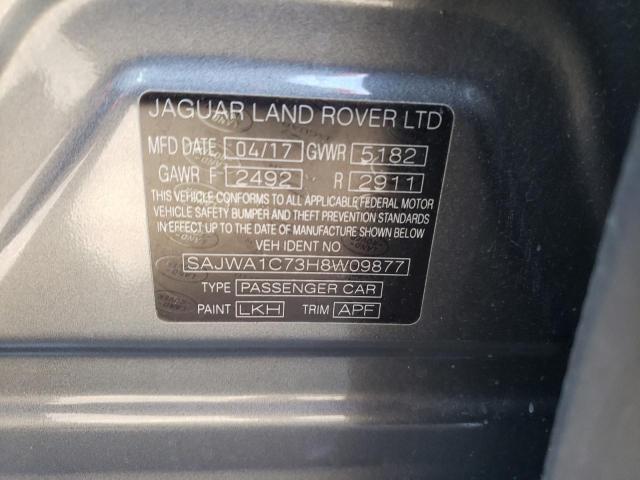 JAGUAR LAND ROVER LTD
MFD DATE 04/17 GVWR 5182
GAWR F 2492 R 2911
THIS VEHICLE CONFORMS TO ALL APPLICABLE FEDERAL MOTOR
VEHICLE SAFETY BUMPER AND THEFT PREVENTION STANDARDS
IN EFFECT UP TO THE DATE OF MANUFACTURE SHOWN ABOVE.
VEH IDENT NO
SAJWA1C73H8W09877
TYPE PASSENGER CAR
PAINT LKH TRIM APF